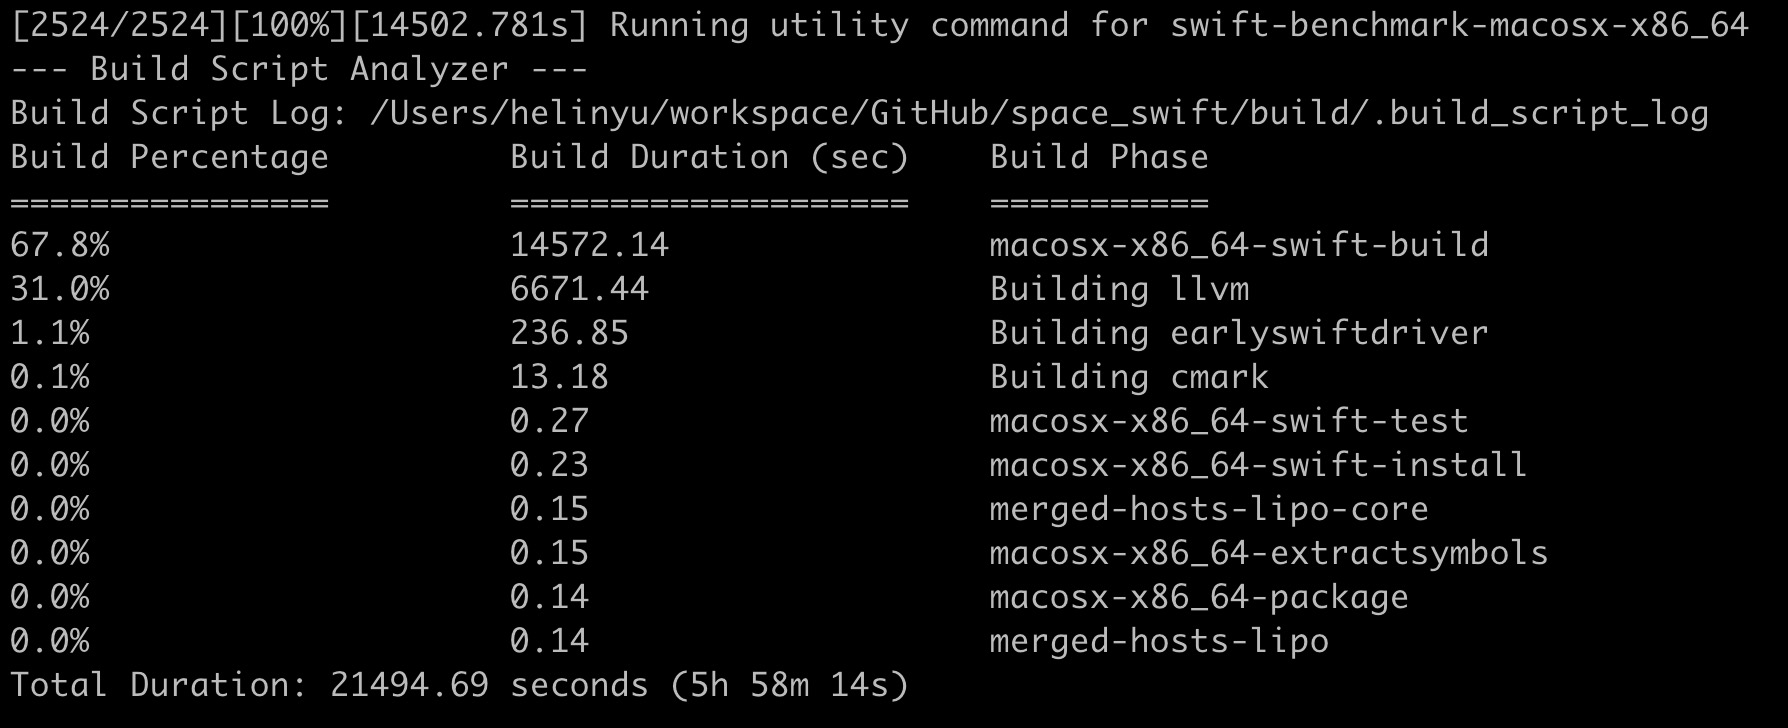 [2524/2524][100%][14502.781s] Running utility command for swift-benchmark-macosx-x86_64
--- Build Script Analyzer ---
Build Script Log: /Users/helinyu/workspace/GitHub/space_swift/build/.build_script_log
Build Percentage Build Duration (sec) Build Phase
================ ==================== ===========
67.8% 14572.14 macosx-x86_64-swift-build
31.0% 6671.44 Building llvm
1.1% 236.85 Building earlyswiftdriver
0.1% 13.18 Building cmark
0.0% 0.27 macosx-x86_64-swift-test
0.0% 0.23 macosx-x86_64-swift-install
0.0% 0.15 merged-hosts-lipo-core
0.0% 0.15 macosx-x86_64-extractsymbols
0.0% 0.14 macosx-x86_64-package
0.0% 0.14 merged-hosts-lipo
Total Duration: 21494.69 seconds (5h 58m 14s)